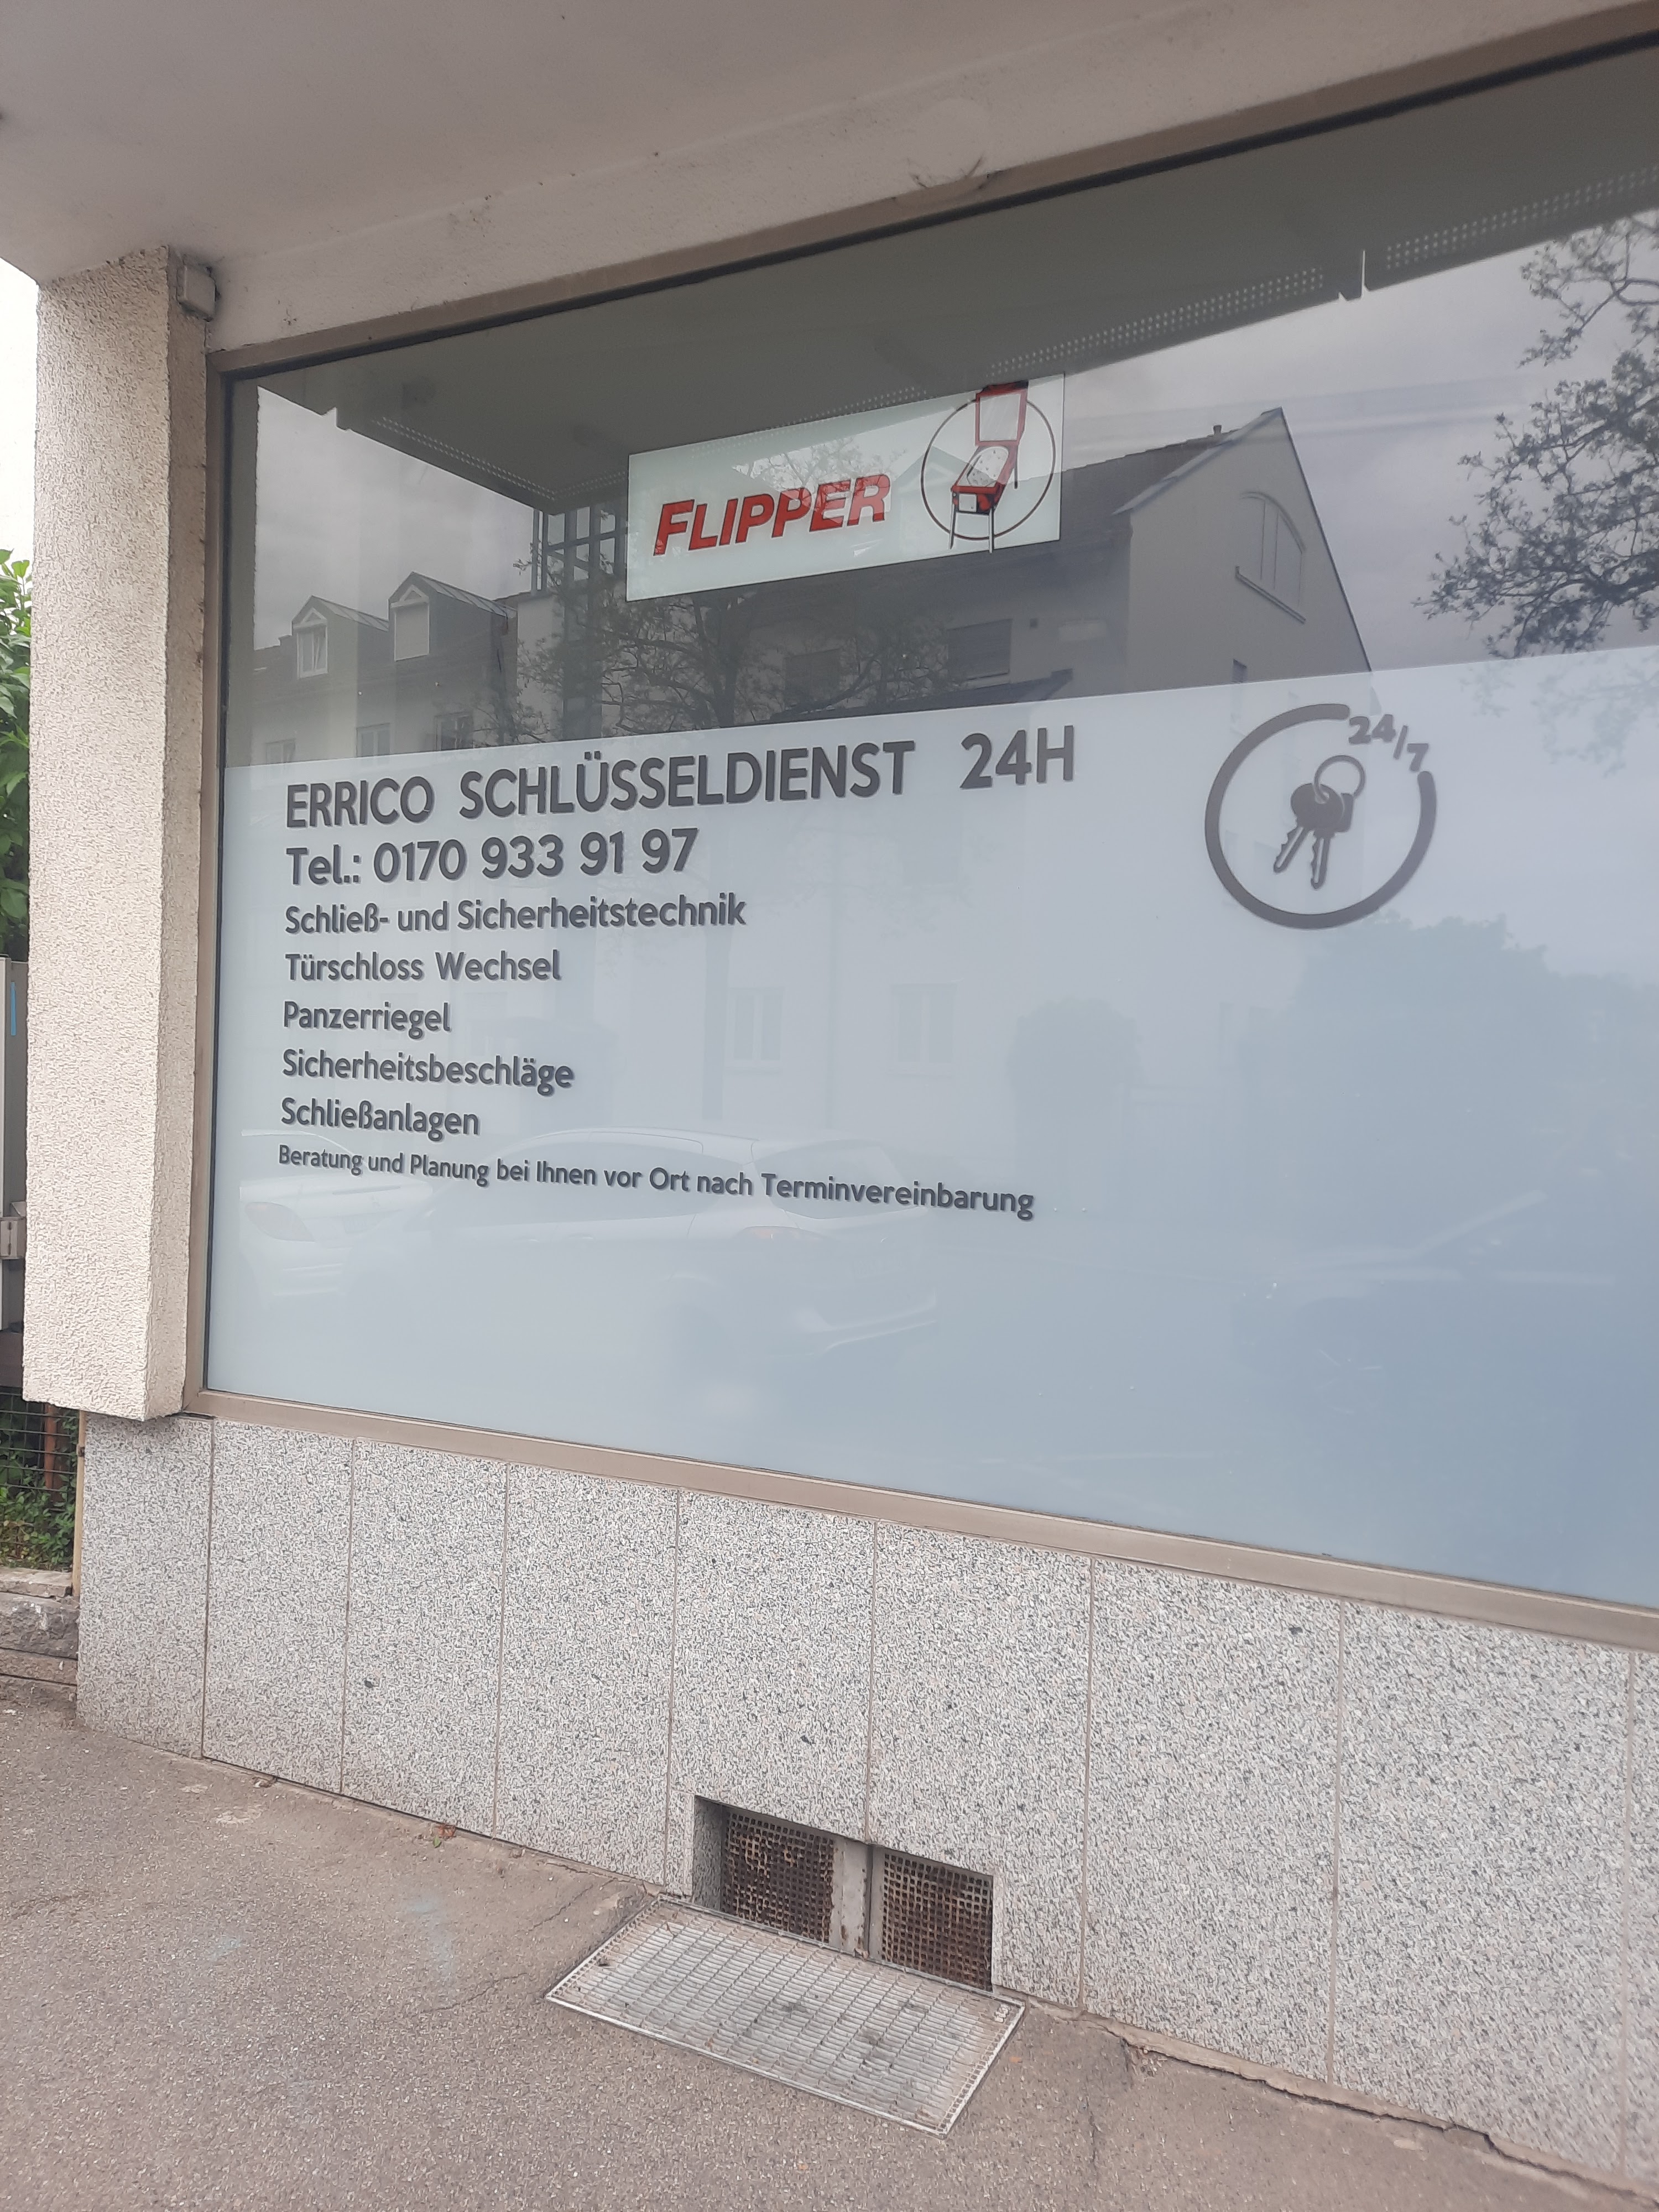 FLIPPER
ERRICO SCHLÜSSELDIENST 24H
24/7
Tel.: 0170 933 91 97
Schließ- und Sicherheitstechnik
Türschloss Wechsel
Panzerriegel
Sicherheitsbeschläge
Schließanlagen
Beratung und Planung bei Ihnen vor Ort nach Terminvereinbarung